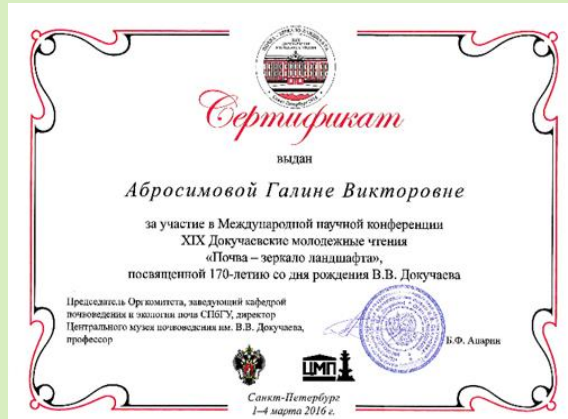 Сертификат
выдан
Абросимовой Галине Викторовне
за участие в Международной научной конференции
XIX Докучаевские молодежные чтения
«Почва – зеркало ландшафта»,
посвященной 170-летию со дня рождения В.В. Докучаева
Председатель Оргкомитета, заведующий кафедрой
почвоведения и экологии почв СПбГУ, директор
Центрального музея почвоведения им. В.В. Докучаева,
профессор
Б.Ф. Апарин
ЦМП
Санкт-Петербург
1–4 марта 2016 г.